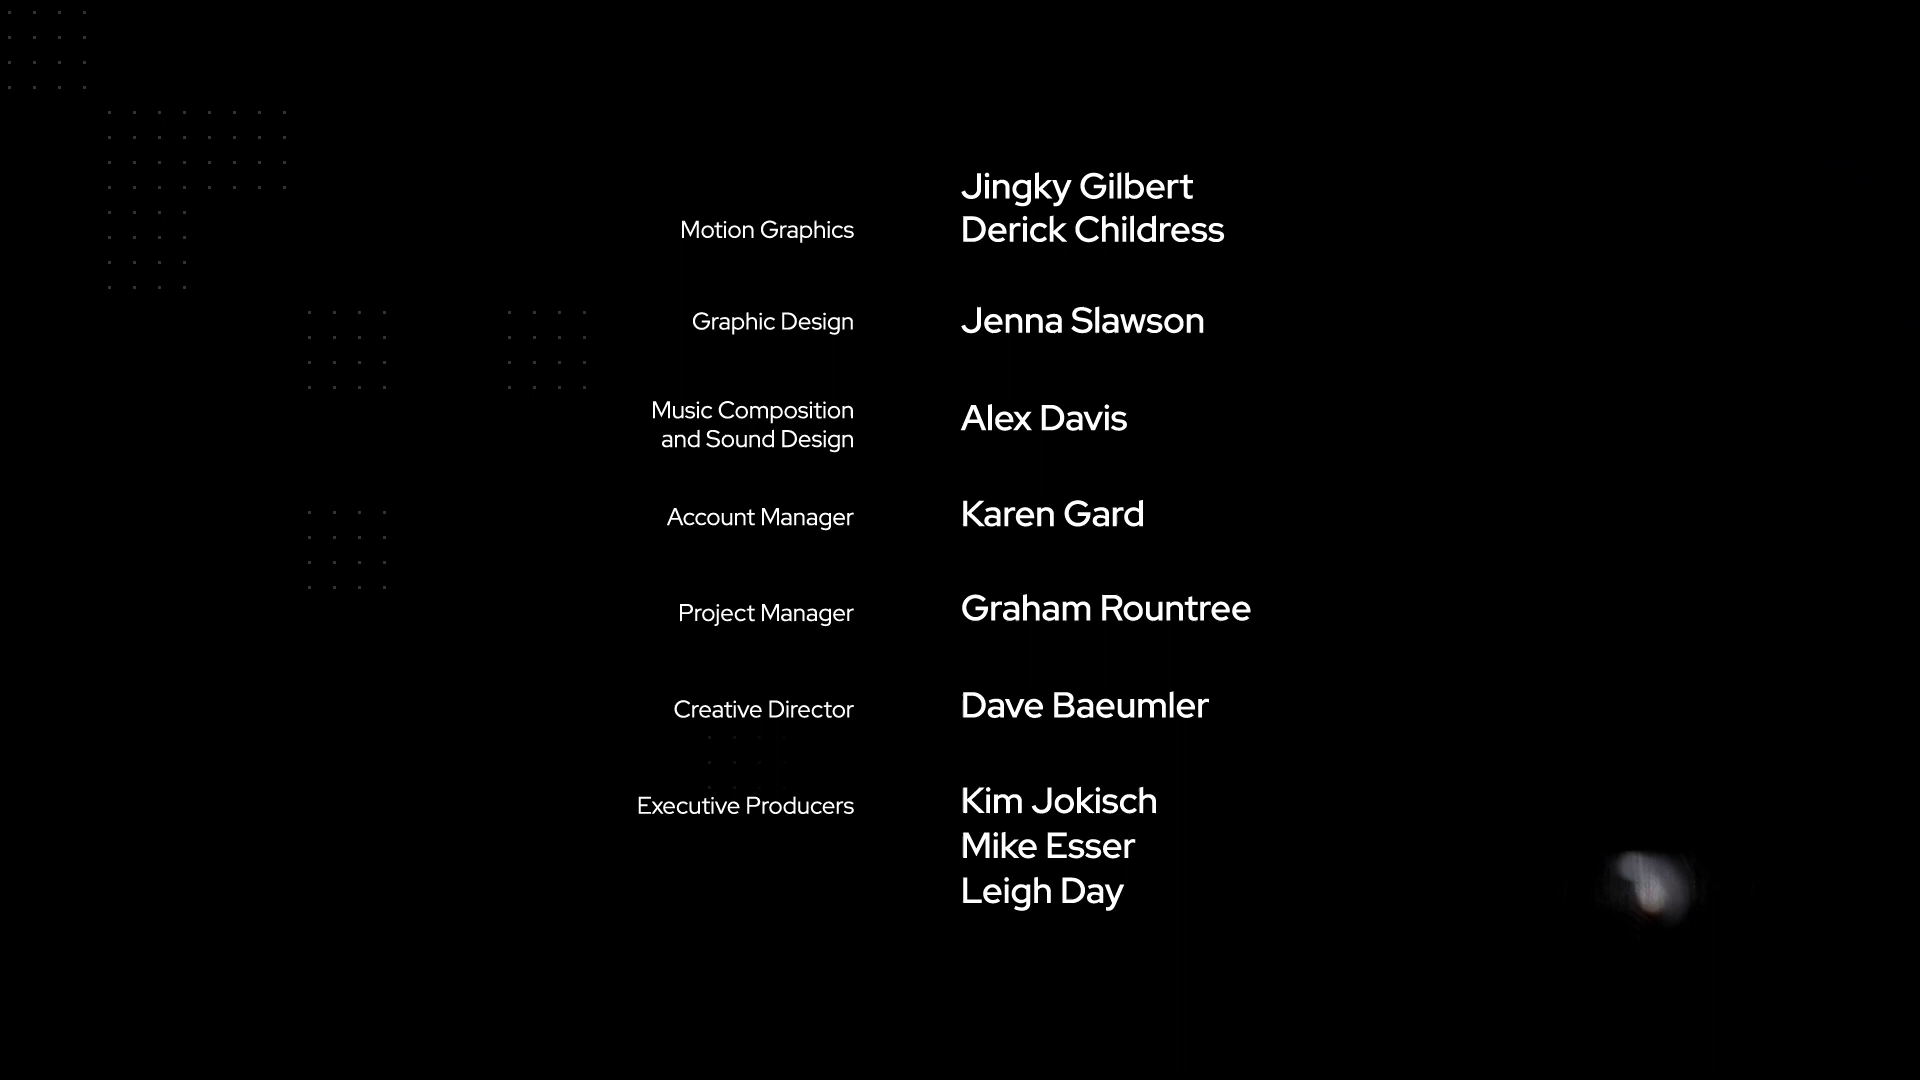 Jingky Gilbert
Motion Graphics Derick Childress
Graphic Design Jenna Slawson
Music Composition
and Sound Design
Alex Davis
Account Manager Karen Gard
Project Manager Graham Rountree
Creative Director Dave Baeumler
Executive Producers Kim Jokisch
Mike Esser
Leigh Day